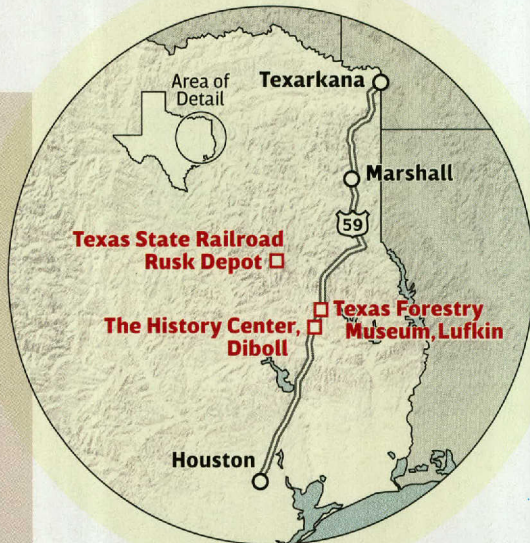 Area of
Detail
Texarkana
Marshall
59
Texas State Railroad
Rusk Depot
Texas Forestry
Museum, Lufkin
The History Center,
Diboll
Houston